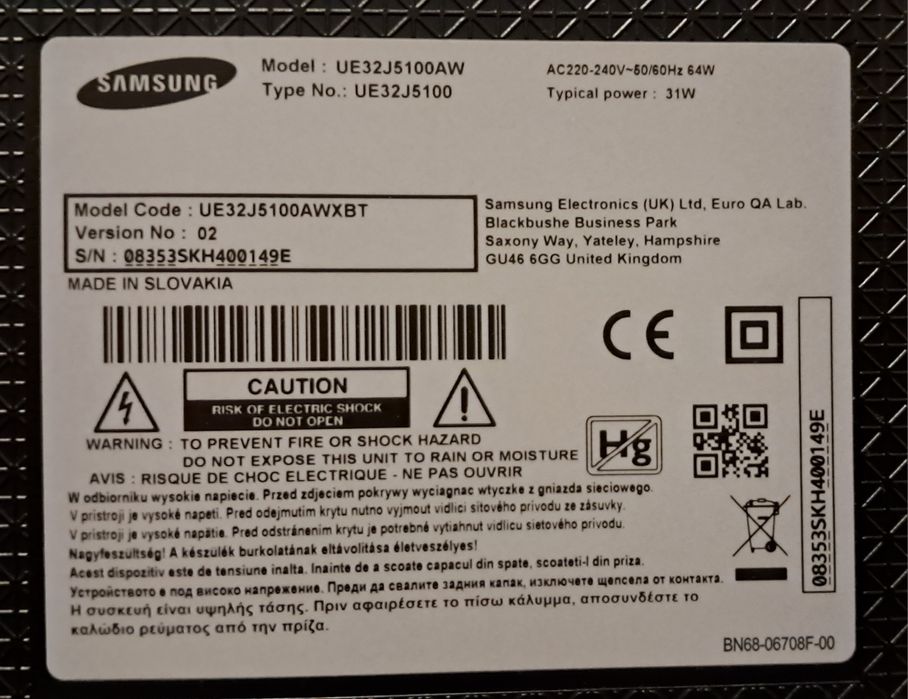 SAMSUNG
Model : UE32J5100AW
Type No.: UE32J5100
AC220-240V~50/60Hz 64W
Typical power : 31W
Model Code : UE32J5100AWXBT
Version No : 02
S/N : 08353SKH400149E
Samsung Electronics (UK) Ltd, Euro QA Lab.
Blackbushe Business Park
Saxony Way, Yateley, Hampshire
GU46 6GG United Kingdom
MADE IN SLOVAKIA
CE
CAUTION
RISK OF ELECTRIC SHOCK
DO NOT OPEN
WARNING : TO PREVENT FIRE OR SHOCK HAZARD
DO NOT EXPOSE THIS UNIT TO RAIN OR MOISTURE
AVIS : RISQUE DE CHOC ELECTRIQUE - NE PAS OUVRIR
Hg
W odbiorniku wysokie napiecie. Przed zdjeciem pokrywy wyciagnac wtyczke z gniazda sieciowego.
V pristroji je vysoké napeti. Pred odejmutim krytu nutno vyjmout vidlici sitového prívodu ze zásuvky.
V pristroji je vysoké napätie. Pred odstránenim krytu je potrebné vytiahnut vidlicu sietového prívodu.
Nagyfeszultség! A készülék burkolatának eltávolitása életveszélyes!
Acest dispozitiv este de tensiune inalta. Inainte de a scoate capacul din spate, scoateti-l din priza.
Устройството е под високо напрежение. Преди да свалите задния капак, изключете щепсела от контакта.
Η συσκευή είναι υψηλής τάσης. Πριν αφαιρέσετε το πίσω κάλυμμα, αποσυνδέστε το
καλώδιο ρεύματος από την πρίζα.
08353SKH400149E
BN68-06708F-00